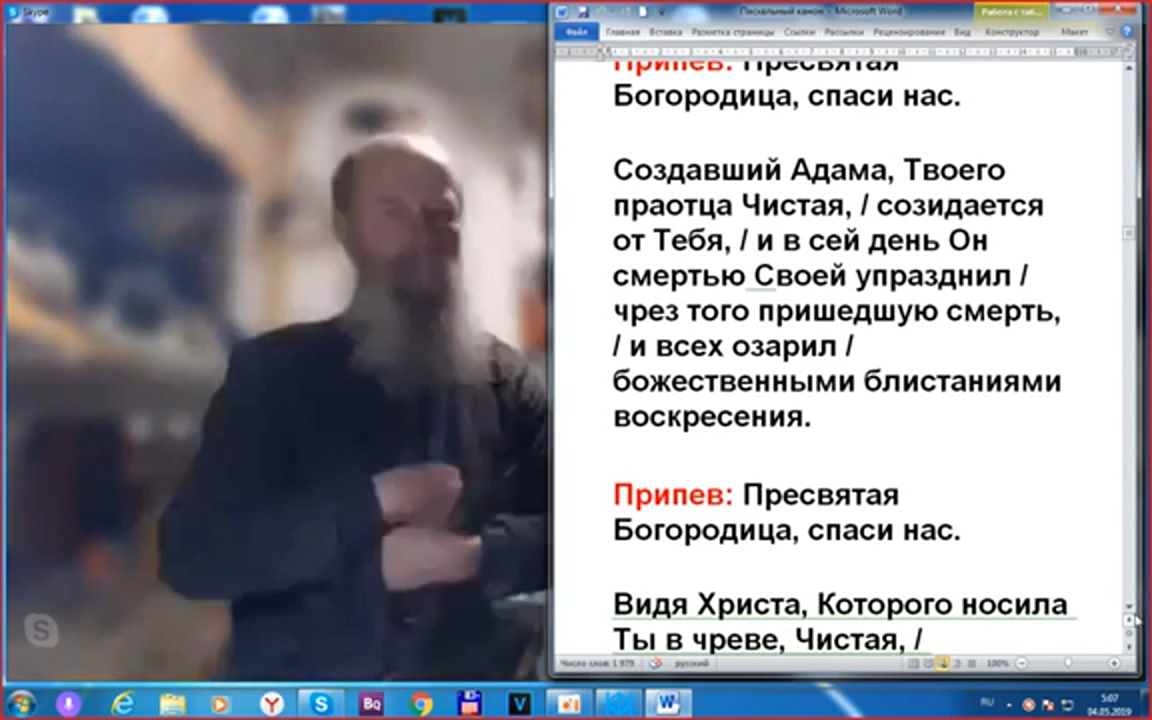 Skype
Пасхальный канон - Microsoft Word
Работа с таб...
Файл Главная Вставка Разметка страницы Ссылки Рассылки Рецензирование Вид Конструктор Макет
Припев: Пресвятая
Богородица, спаси нас.
Создавший Адама, Твоего
праотца Чистая, / созидается
от Тебя, / и в сей день Он
смертью Своей упразднил /
чрез того пришедшую смерть,
/ и всех озарил /
божественными блистаниями
воскресения.
Припев: Пресвятая
Богородица, спаси нас.
Видя Христа, Которого носила
Ты в чреве, Чистая, /
Число слов: 1 979 русский 100%
RU 5:07
04.05.2019